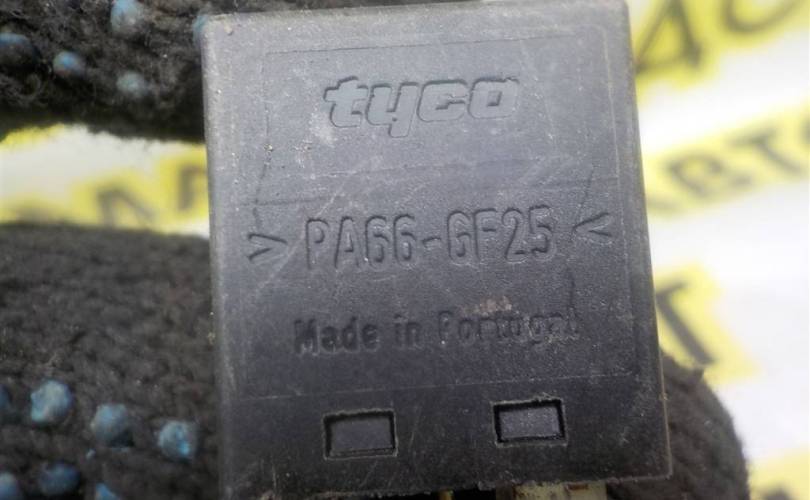 tyco
> PA66-GF25 <
Made in Portugal